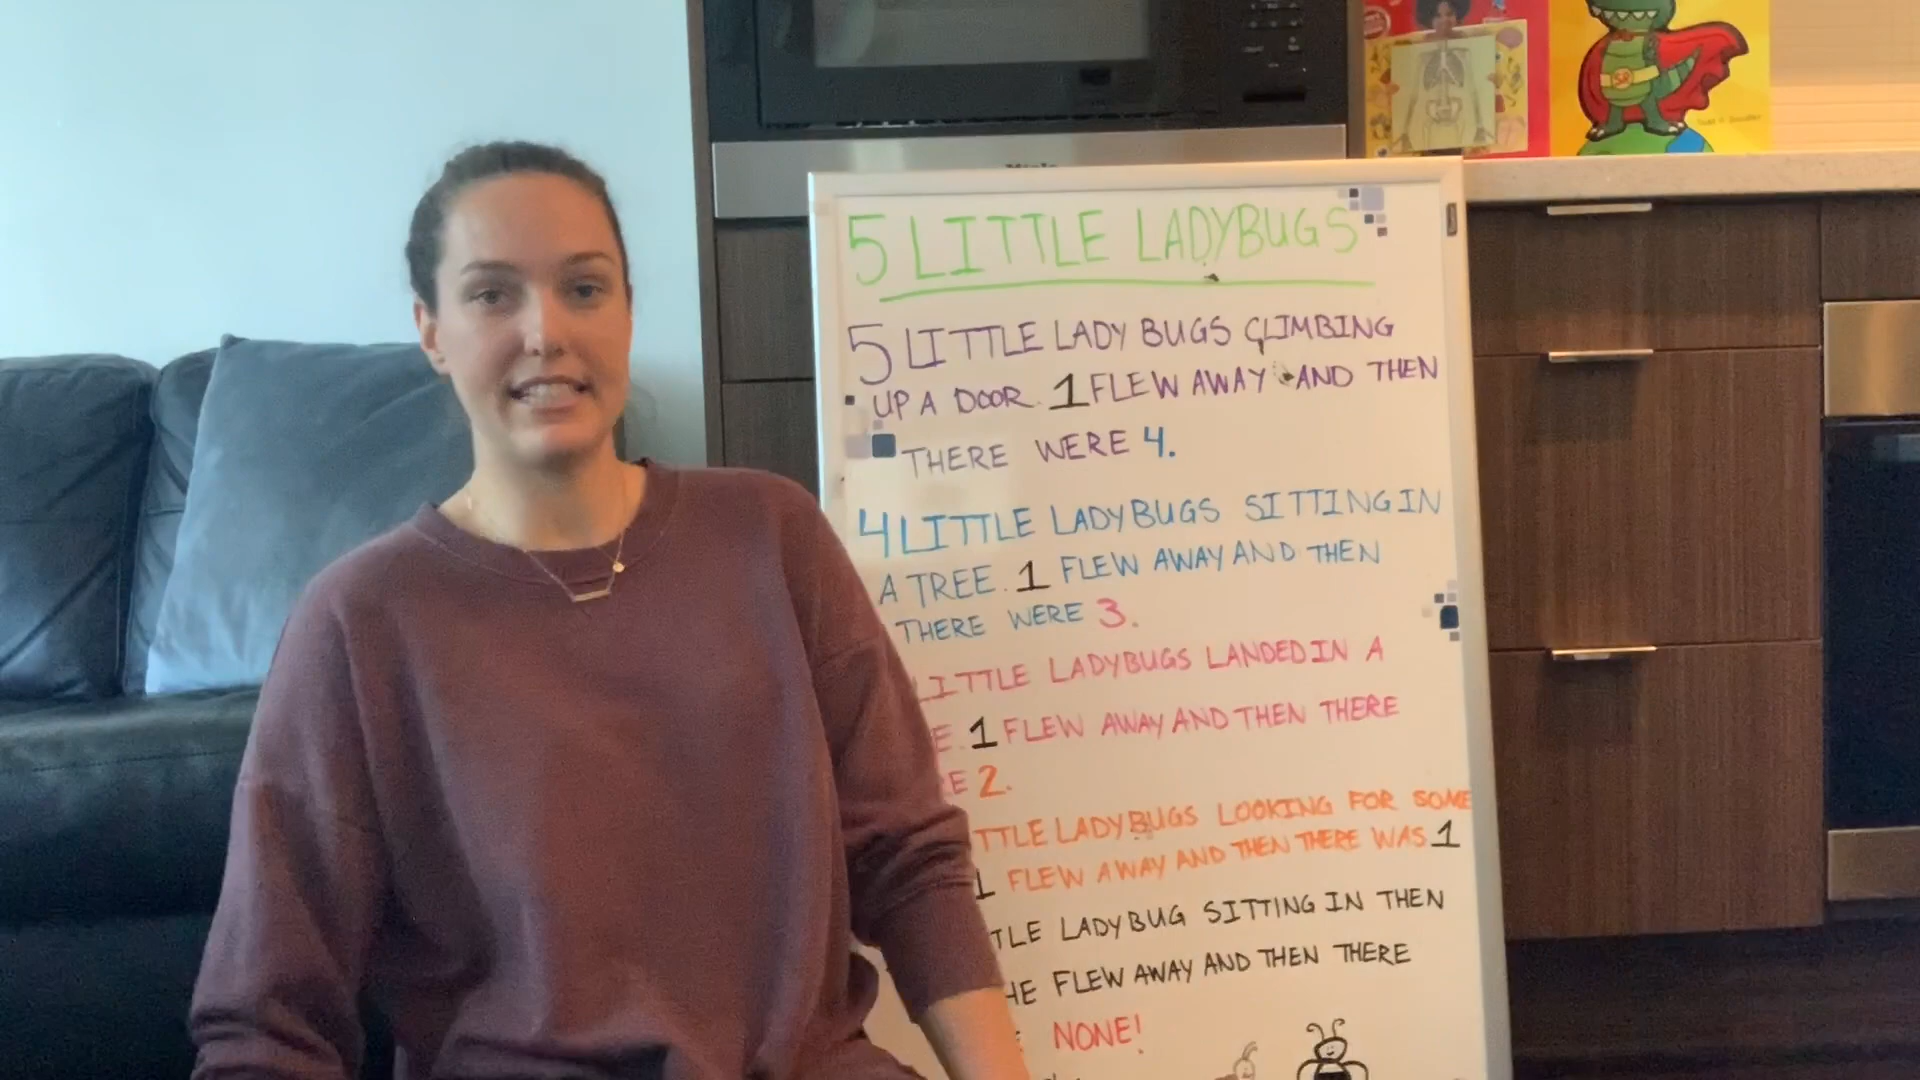 Miele
5 LITTLE LADYBUGS
5 LITTLE LADY BUGS CLIMBING
UP A DOOR. 1 FLEW AWAY AND THEN
THERE WERE 4.
4 LITTLE LADYBUGS SITTING IN
A TREE. 1 FLEW AWAY AND THEN
THERE WERE 3.
LITTLE LADYBUGS LANDED IN A
1 FLEW AWAY AND THEN THERE
2.
LADYBUGS LOOKING FOR SOME
1 FLEW AWAY AND THEN THERE WAS 1
LADYBUG SITTING IN THEN
FLEW AWAY AND THEN THERE
NONE!